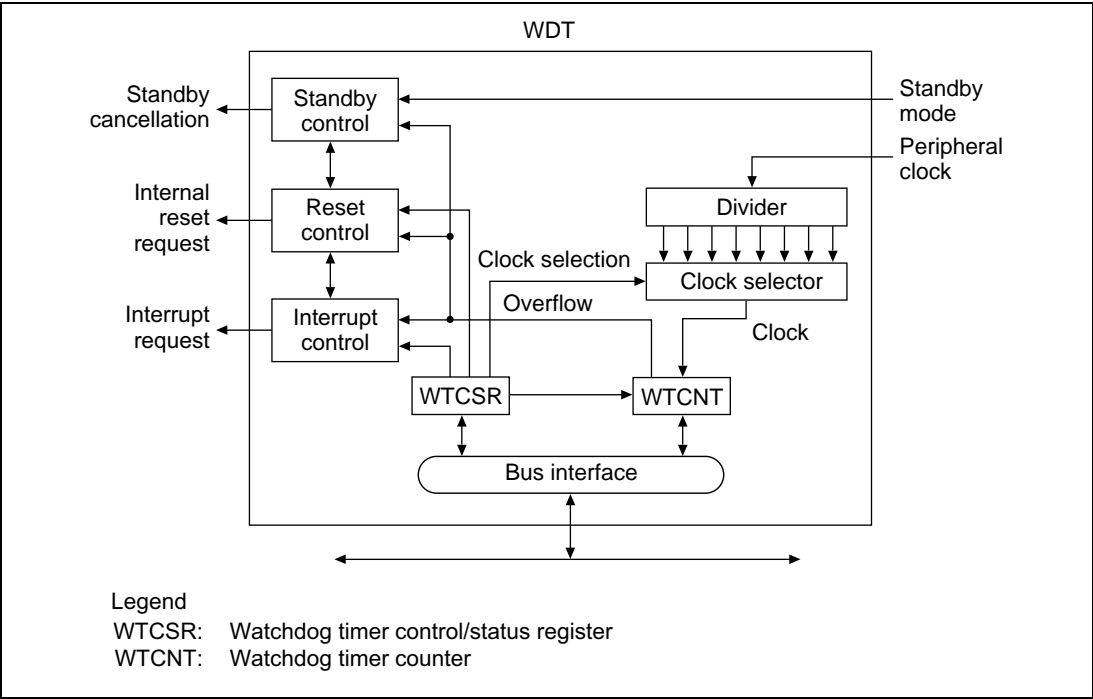 WDT
Standby
cancellation
Standby
control
Standby
mode
Peripheral
clock
Internal
reset
request
Reset
control
Divider
Clock selection
Clock selector
Interrupt
request
Interrupt
control
Overflow
Clock
WTCSR
WTCNT
Bus interface
Legend
WTCSR: Watchdog timer control/status register
WTCNT: Watchdog timer counter